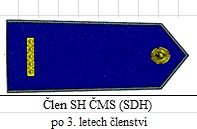 Člen SH ČMS (SDH)
po 3. letech členství